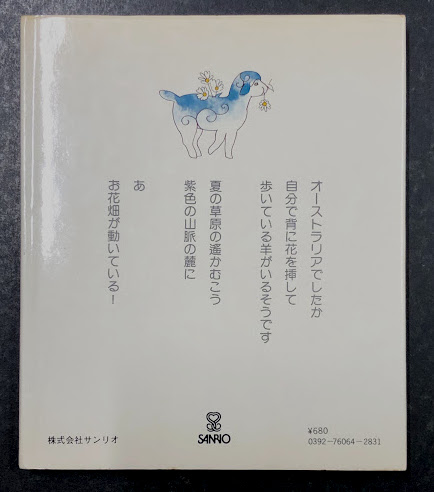 オーストラリアでしたか
自分で背に花を挿して
歩いている羊がいるそうです
夏の草原の遙かむこう
紫色の山脈の麓に
あ
お花畑が動いている！
株式会社サンリオ
SANRIO
¥680
0392-76064-2831